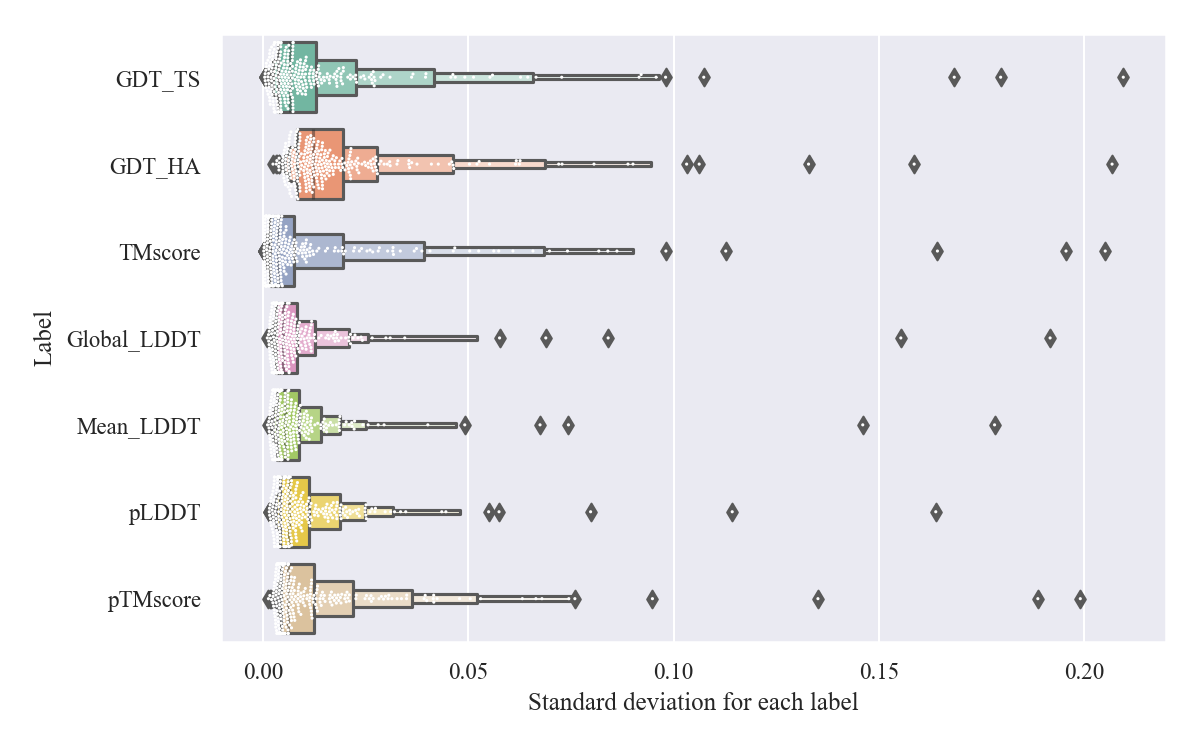 GDT_TS
GDT_HA
TMscore
Global_LDDT
Mean_LDDT
pLDDT
pTMscore
Label
0.00 0.05 0.10 0.15 0.20
Standard deviation for each label